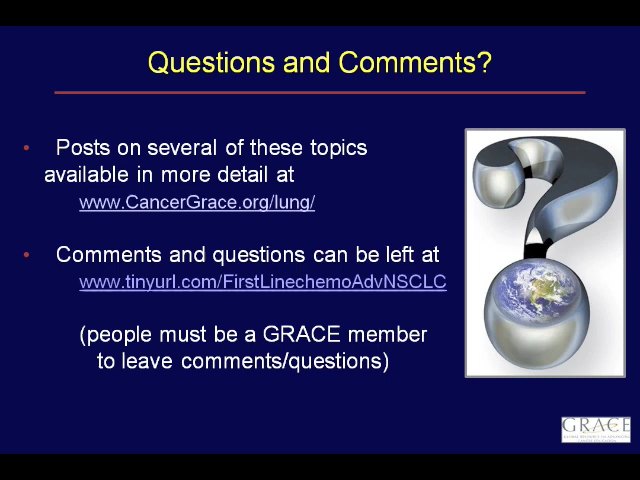 Questions and Comments?
• Posts on several of these topics
available in more detail at
www.CancerGrace.org/lung/
• Comments and questions can be left at
www.tinyurl.com/FirstLinechemoAdvNSCLC
(people must be a GRACE member
to leave comments/questions)
GRACE